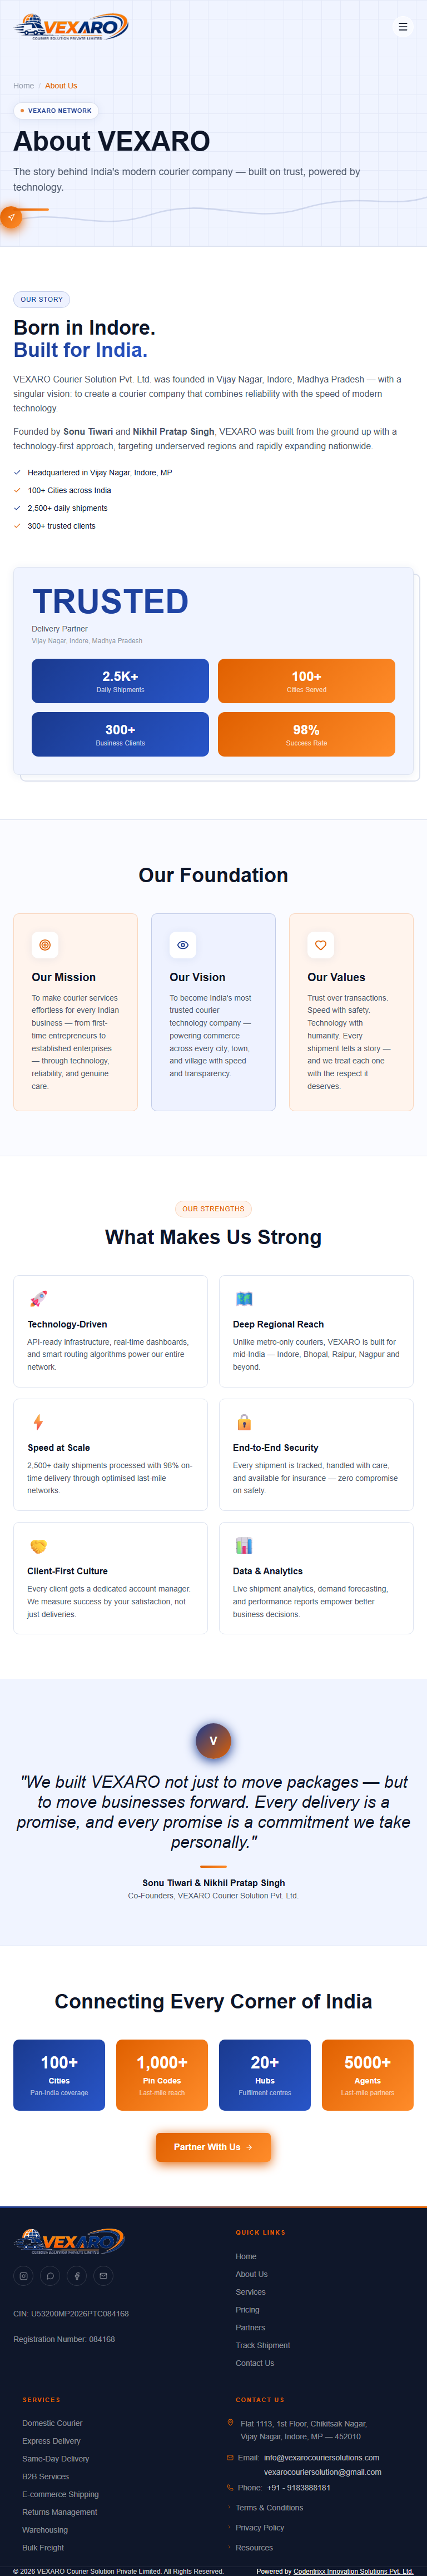 VEXARO
COURIER SOLUTION PRIVATE LIMITED
Home / About Us
VEXARO NETWORK
About VEXARO
The story behind India's modern courier company — built on trust, powered by
technology.
OUR STORY
Born in Indore.
Built for India.
VEXARO Courier Solution Pvt. Ltd. was founded in Vijay Nagar, Indore, Madhya Pradesh — with a
singular vision: to create a courier company that combines reliability with the speed of modern
technology.
Founded by Sonu Tiwari and Nikhil Pratap Singh, VEXARO was built from the ground up with a
technology-first approach, targeting underserved regions and rapidly expanding nationwide.
Headquartered in Vijay Nagar, Indore, MP
100+ Cities across India
2,500+ daily shipments
300+ trusted clients
TRUSTED
Delivery Partner
Vijay Nagar, Indore, Madhya Pradesh
2.5K+
Daily Shipments
100+
Cities Served
300+
Business Clients
98%
Success Rate
Our Foundation
Our Mission
To make courier services
effortless for every Indian
business — from first-
time entrepreneurs to
established enterprises
— through technology,
reliability, and genuine
care.
Our Vision
To become India's most
trusted courier
technology company —
powering commerce
across every city, town,
and village with speed
and transparency.
Our Values
Trust over transactions.
Speed with safety.
Technology with
humanity. Every
shipment tells a story —
and we treat each one
with the respect it
deserves.
OUR STRENGTHS
What Makes Us Strong
Technology-Driven
API-ready infrastructure, real-time dashboards,
and smart routing algorithms power our entire
network.
Deep Regional Reach
Unlike metro-only couriers, VEXARO is built for
mid-India — Indore, Bhopal, Raipur, Nagpur and
beyond.
Speed at Scale
2,500+ daily shipments processed with 98% on-
time delivery through optimised last-mile
networks.
End-to-End Security
Every shipment is tracked, handled with care,
and available for insurance — zero compromise
on safety.
Client-First Culture
Every client gets a dedicated account manager.
We measure success by your satisfaction, not
just deliveries.
Data & Analytics
Live shipment analytics, demand forecasting,
and performance reports empower better
business decisions.
V
"We built VEXARO not just to move packages — but
to move businesses forward. Every delivery is a
promise, and every promise is a commitment we take
personally."
Sonu Tiwari & Nikhil Pratap Singh
Co-Founders, VEXARO Courier Solution Pvt. Ltd.
Connecting Every Corner of India
100+
Cities
Pan-India coverage
1,000+
Pin Codes
Last-mile reach
20+
Hubs
Fulfilment centres
5000+
Agents
Last-mile partners
Partner With Us
VEXARO
COURIER SOLUTION PRIVATE LIMITED
CIN: U53200MP2026PTC084168
Registration Number: 084168
QUICK LINKS
Home
About Us
Services
Pricing
Partners
Track Shipment
Contact Us
SERVICES
Domestic Courier
Express Delivery
Same-Day Delivery
B2B Services
E-commerce Shipping
Returns Management
Warehousing
Bulk Freight
CONTACT US
Flat 1113, 1st Floor, Chikitsak Nagar,
Vijay Nagar, Indore, MP — 452010
Email: info@vexarocouriersolutions.com
vexarocouriersolution@gmail.com
Phone: +91 - 9183888181
Terms & Conditions
Privacy Policy
Resources
© 2026 VEXARO Courier Solution Private Limited. All Rights Reserved.
Powered by Codentrixx Innovation Solutions Pvt. Ltd.